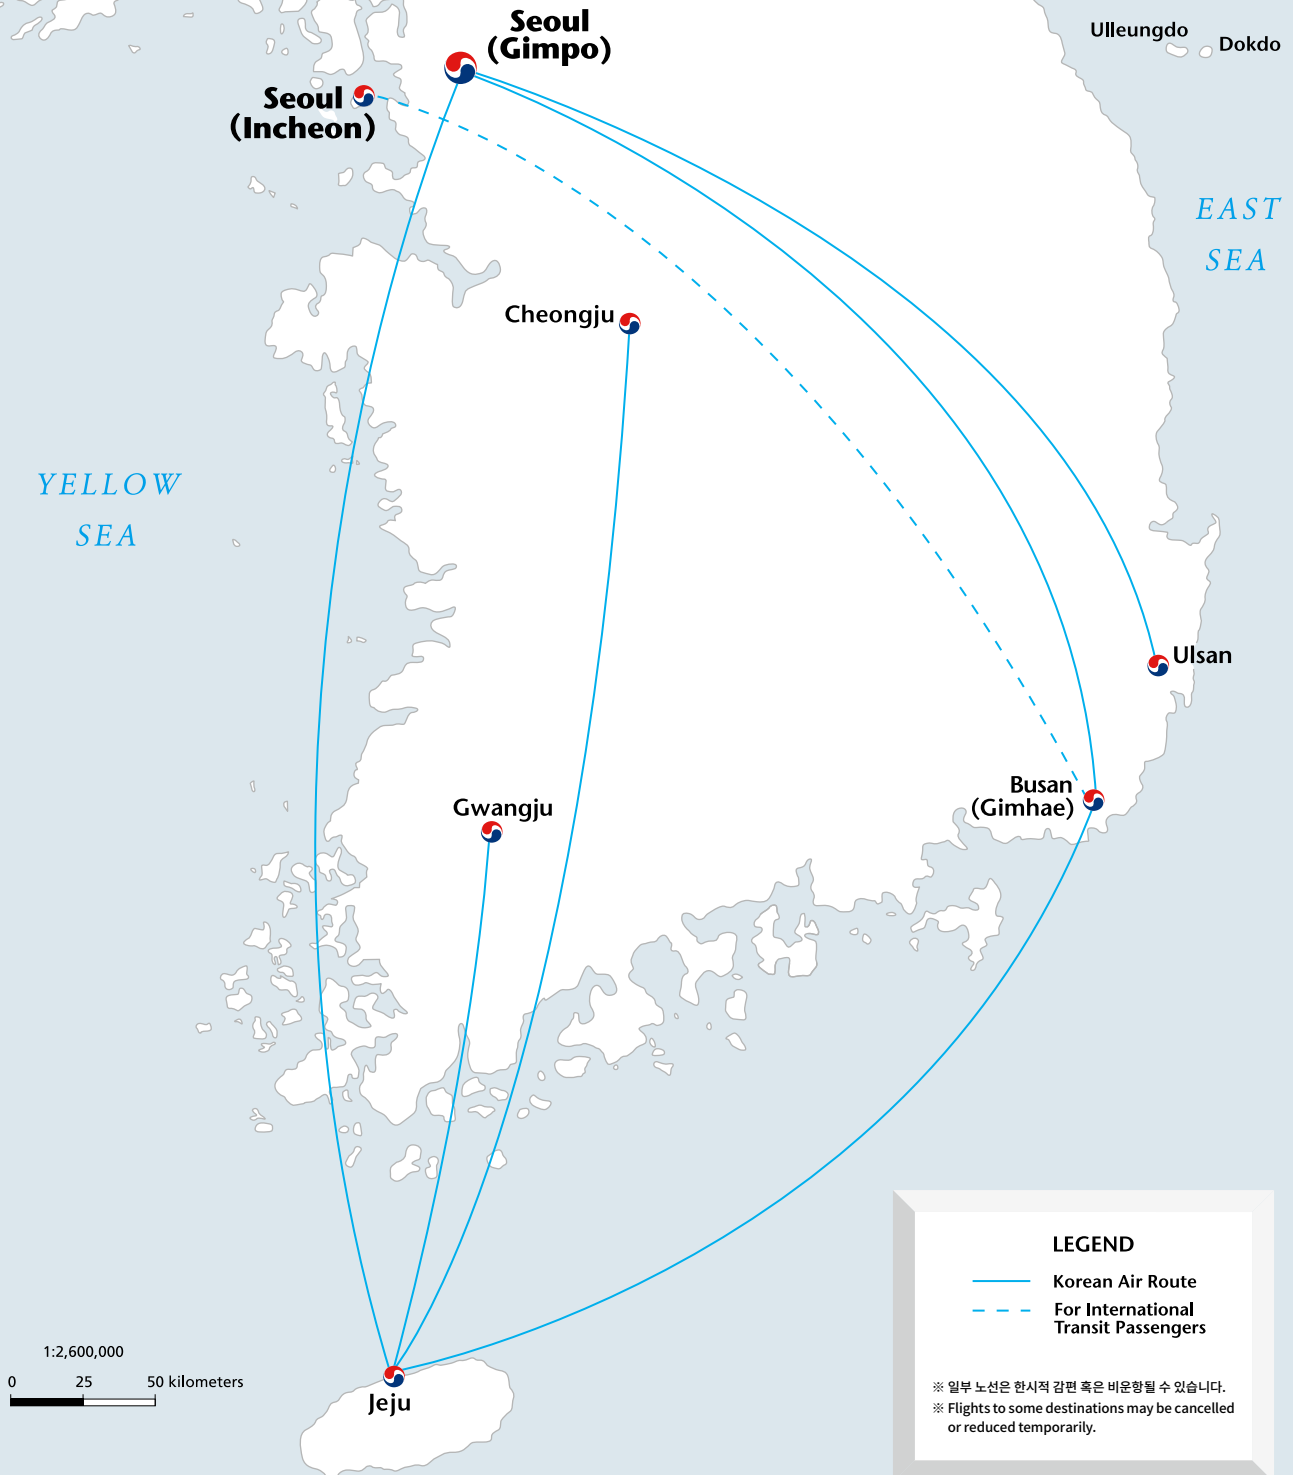 Seoul
(Gimpo)
Ulleungdo
Dokdo
Seoul
(Incheon)
EAST
SEA
Cheongju
YELLOW
SEA
Ulsan
Busan
(Gimhae)
Gwangju
LEGEND
Korean Air Route
For International
Transit Passengers
※ 일부 노선은 한시적 감편 혹은 비운항될 수 있습니다.
※ Flights to some destinations may be cancelled
or reduced temporarily.
1:2,600,000
0 25 50 kilometers
Jeju